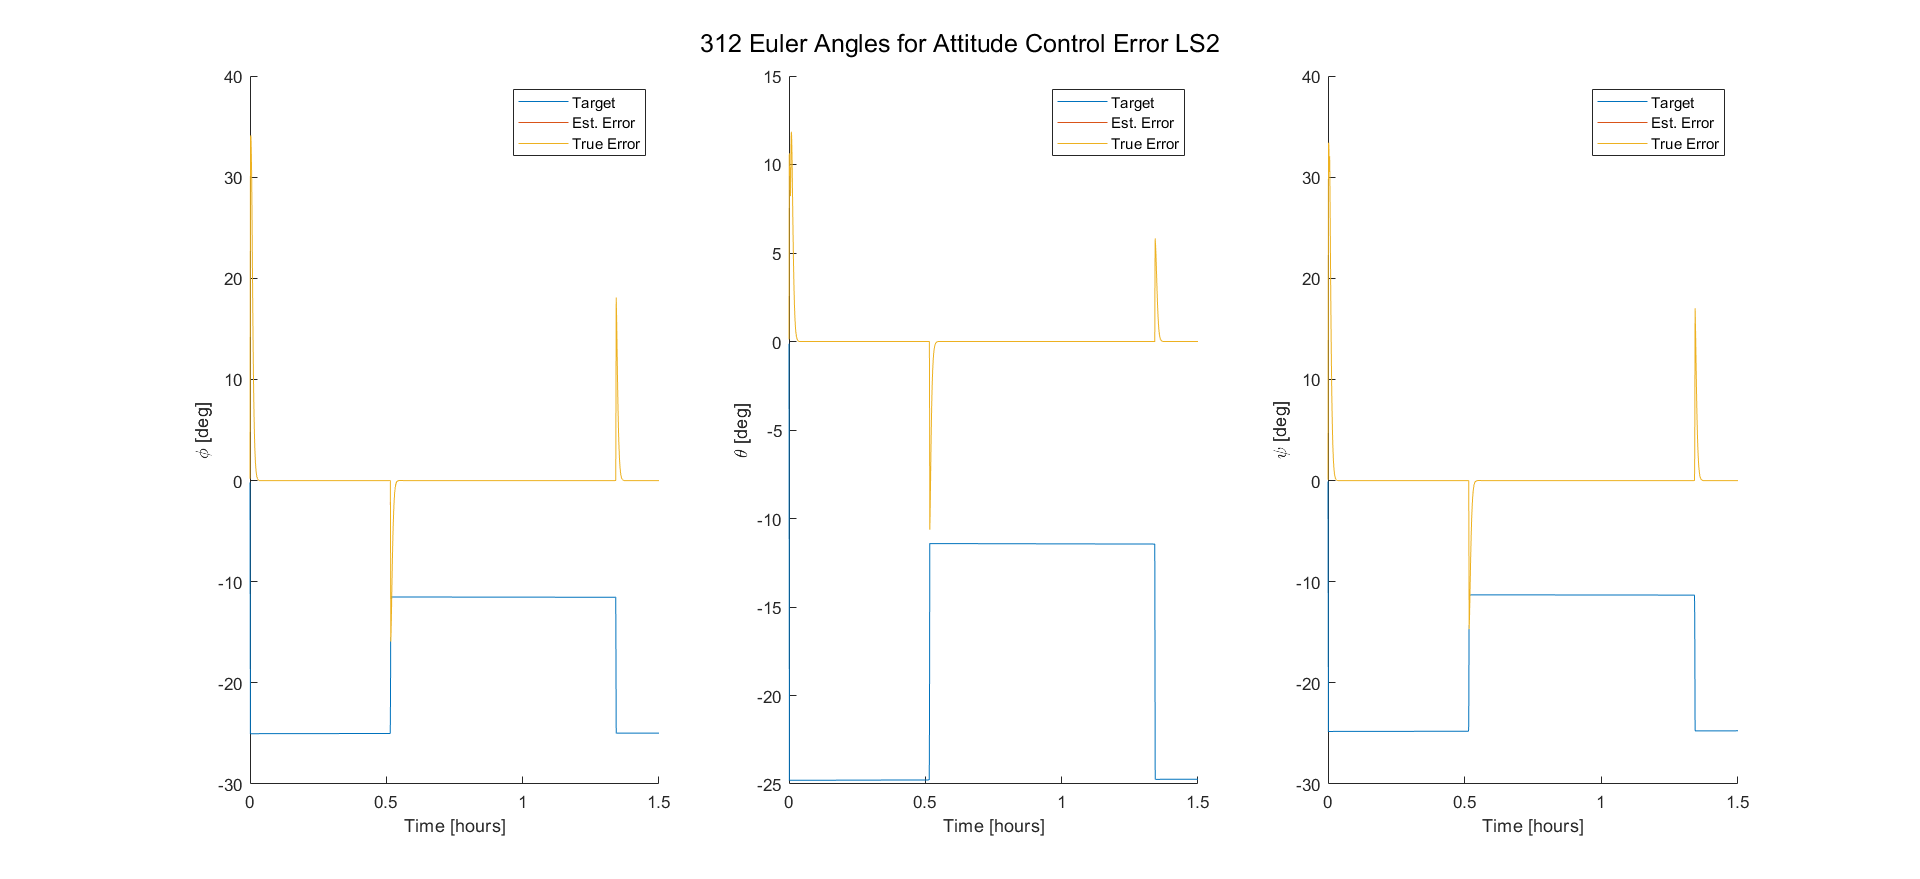 312 Euler Angles for Attitude Control Error LS2
40
30
20
10
0
-10
-20
-30
ϕ [deg]
0
0.5
1
1.5
Time [hours]
Target
Est. Error
True Error
15
10
5
0
-5
-10
-15
-20
-25
θ [deg]
0
0.5
1
1.5
Time [hours]
Target
Est. Error
True Error
40
30
20
10
0
-10
-20
-30
ψ [deg]
0
0.5
1
1.5
Time [hours]
Target
Est. Error
True Error